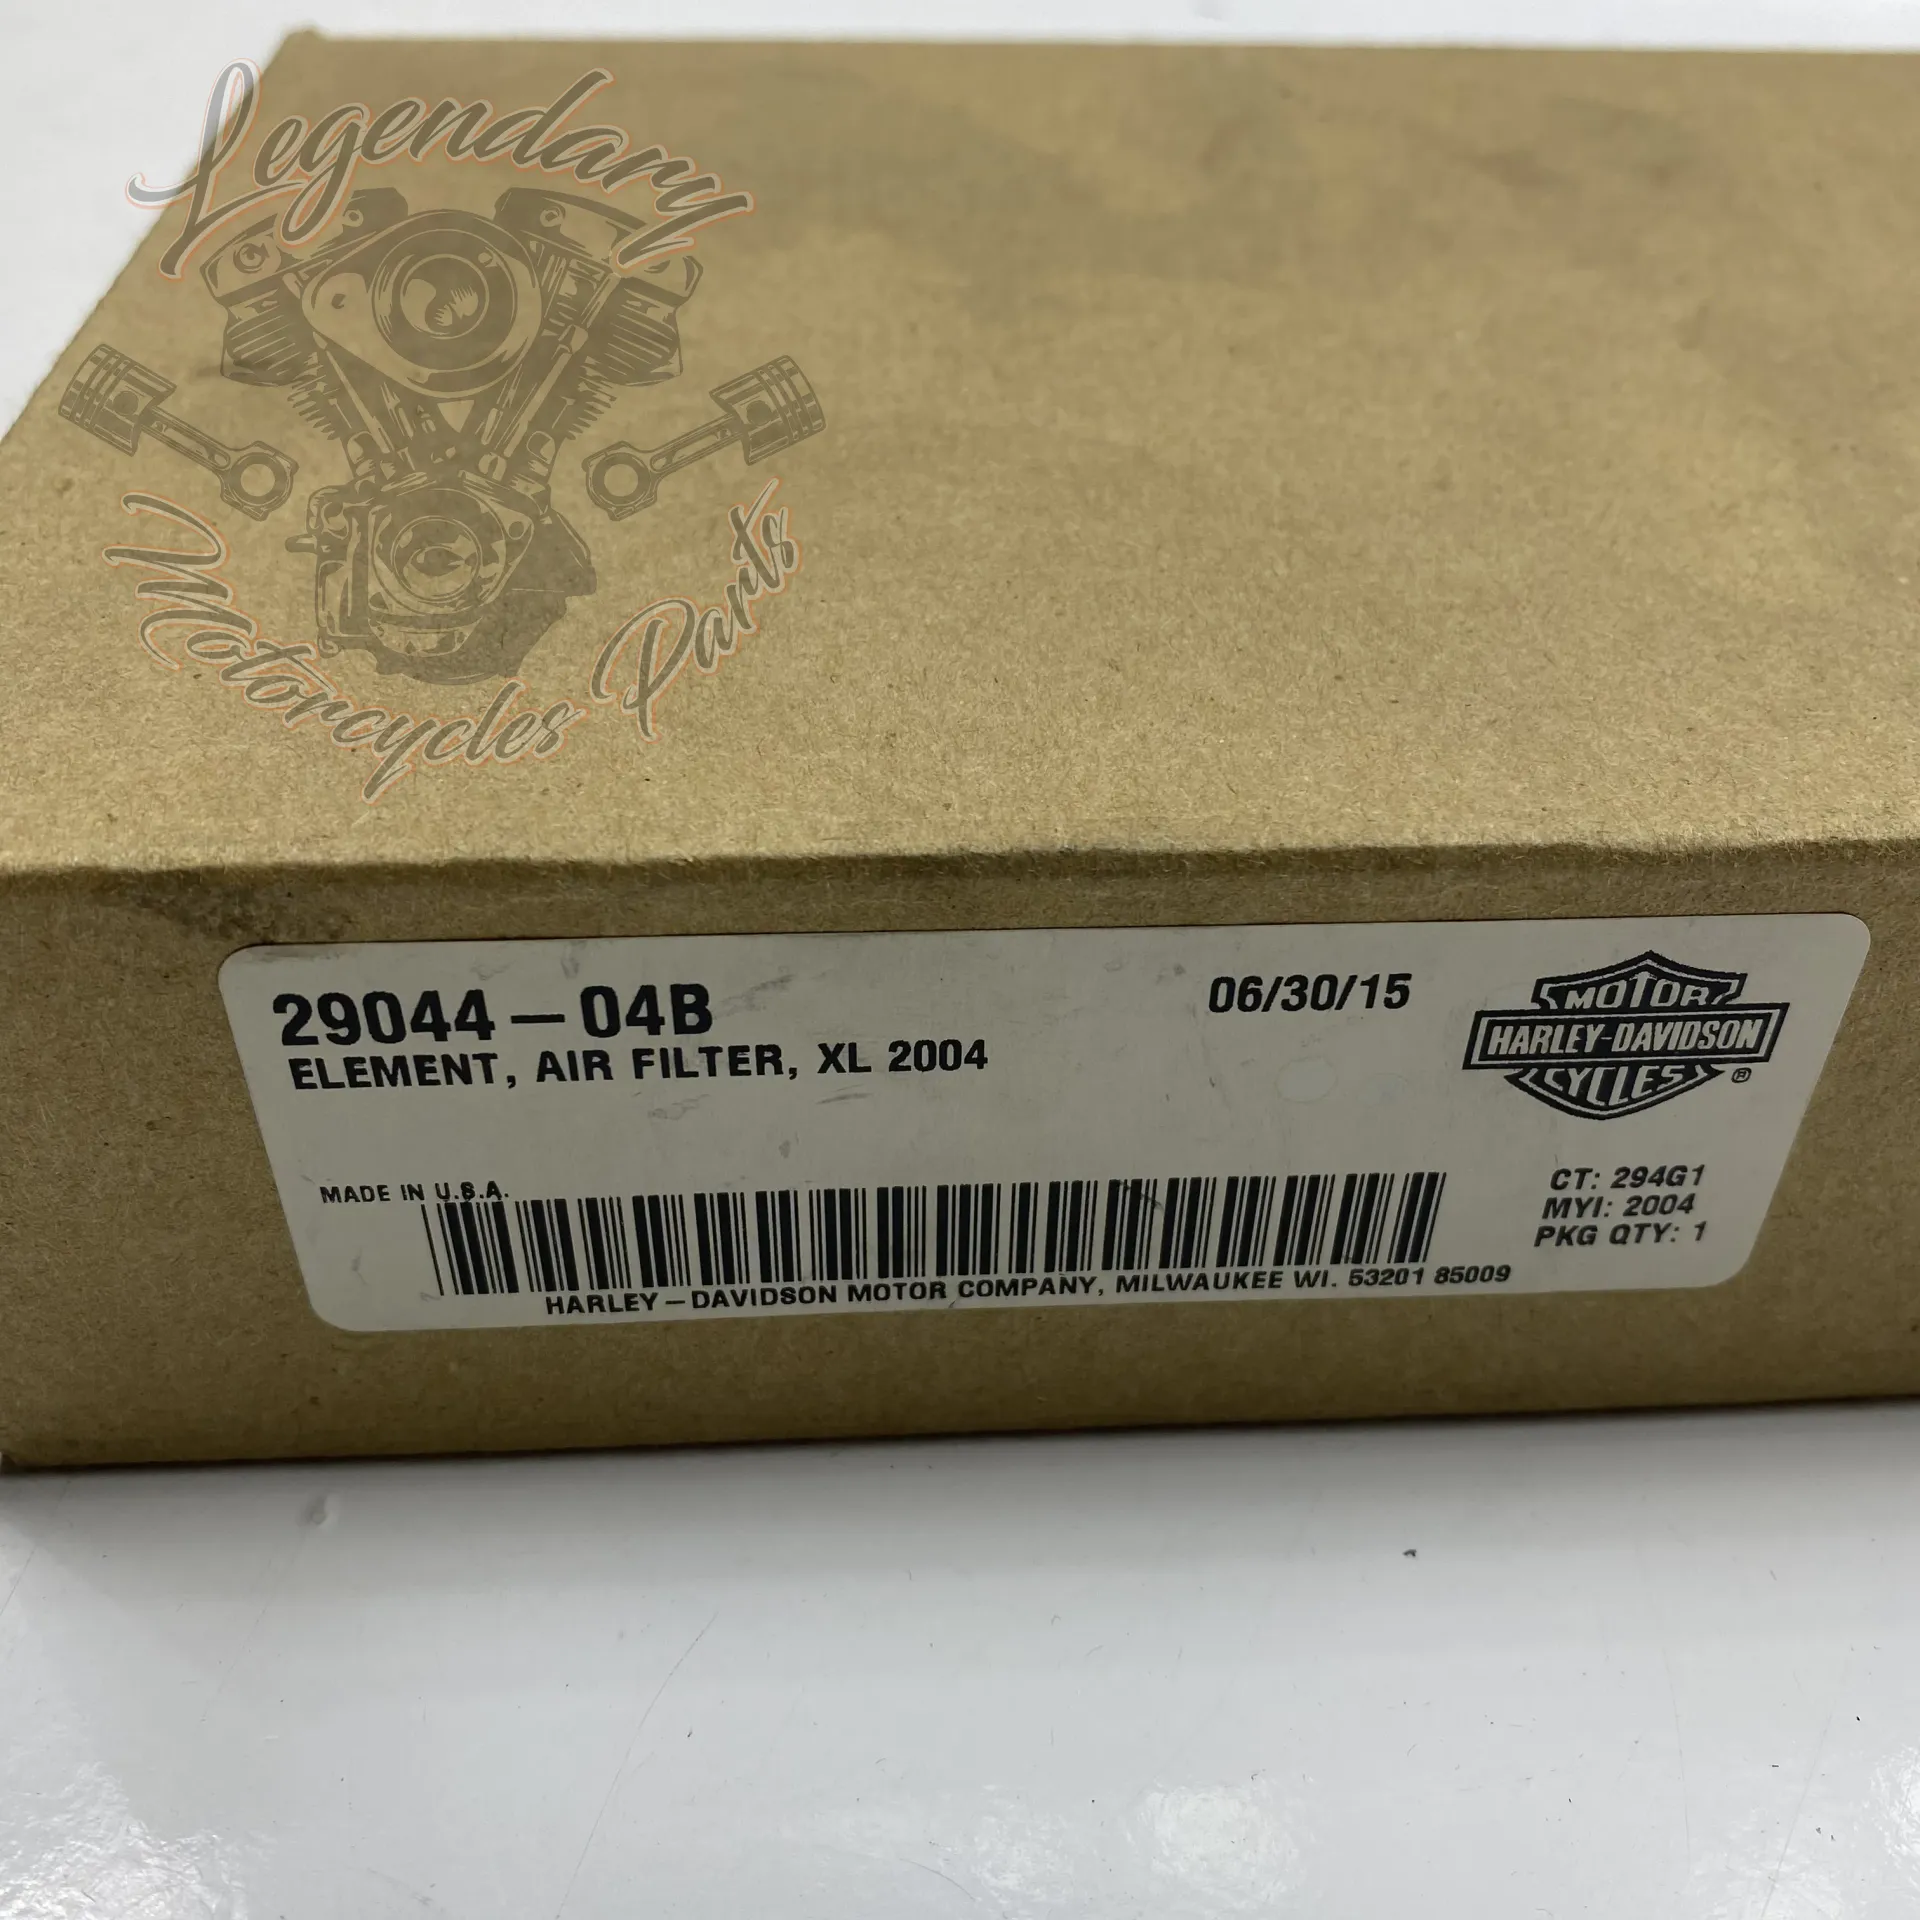 Legendary
Motorcycles Parts
29044-04B
06/30/15
ELEMENT, AIR FILTER, XL 2004
MOTOR
HARLEY-DAVIDSON
CYCLES ®
MADE IN U.S.A.
CT: 294G1
MYI: 2004
PKG QTY: 1
HARLEY-DAVIDSON MOTOR COMPANY, MILWAUKEE WI. 53201 85009